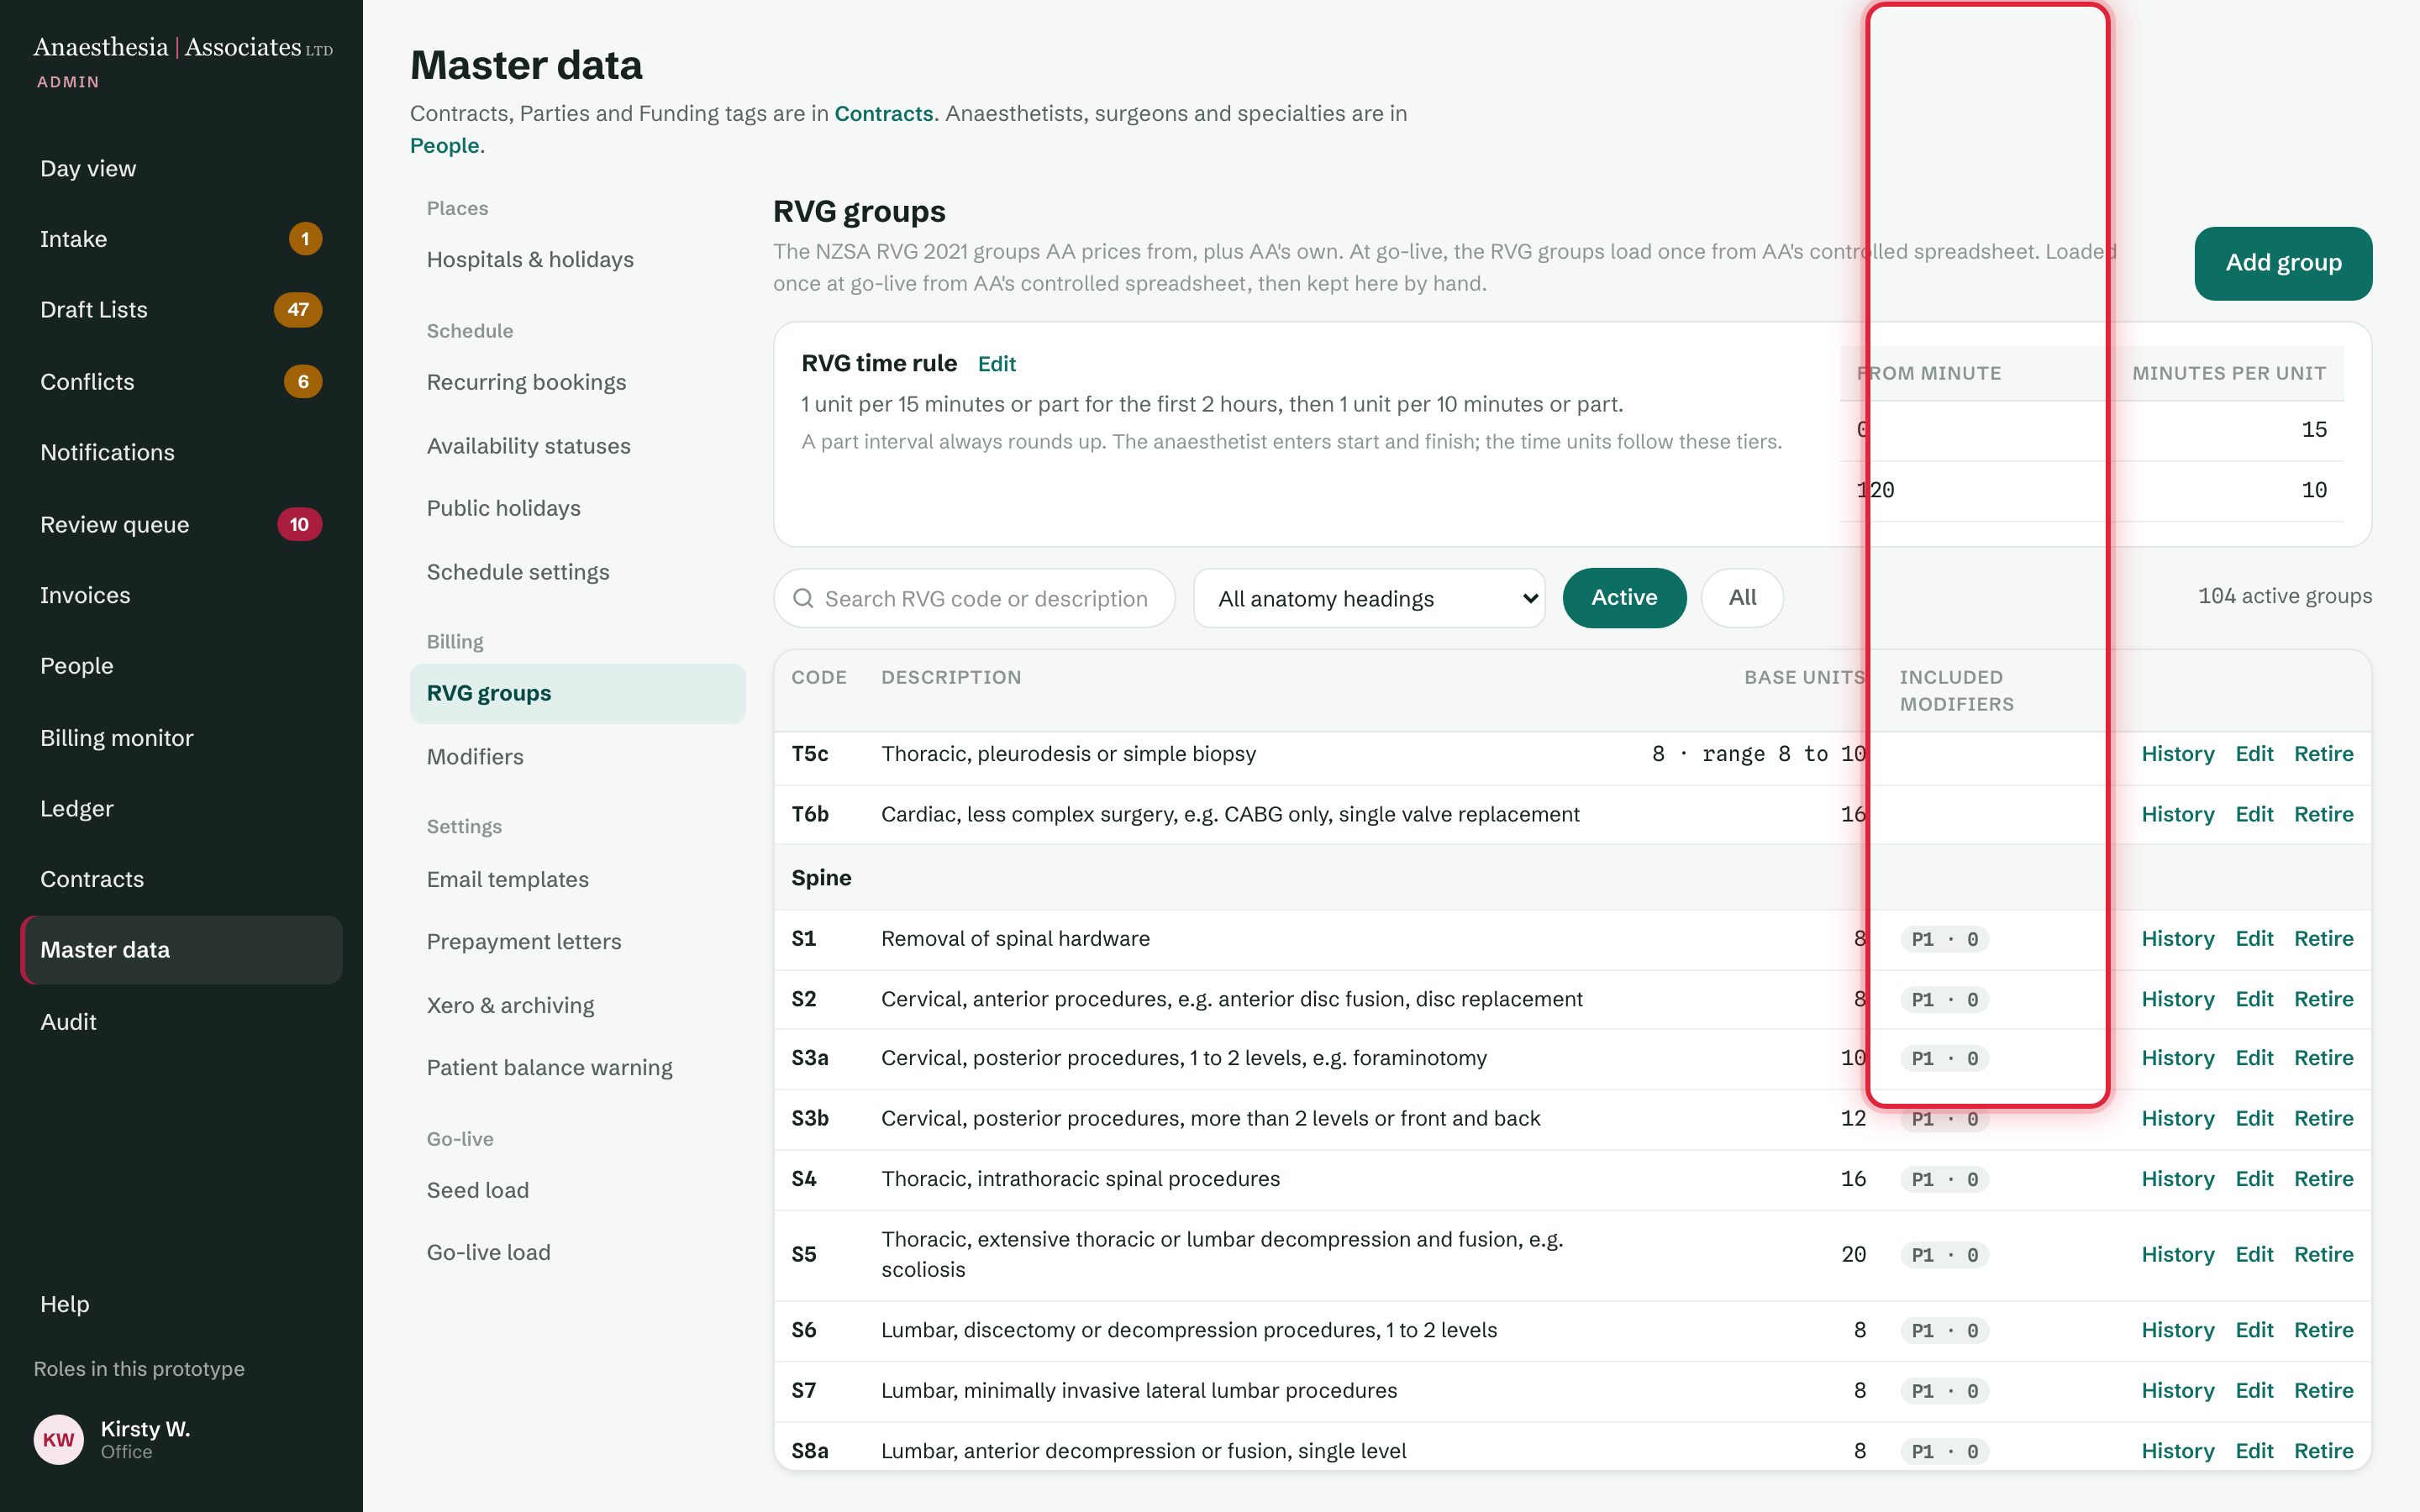 Anaesthesia | Associates LTD
ADMIN
Day view
Intake 1
Draft Lists 47
Conflicts 6
Notifications
Review queue 10
Invoices
People
Billing monitor
Ledger
Contracts
Master data
Audit
Help
Roles in this prototype
KW Kirsty W.
Office
Master data
Contracts, Parties and Funding tags are in Contracts. Anaesthetists, surgeons and specialties are in
People.
Places
Hospitals & holidays
Schedule
Recurring bookings
Availability statuses
Public holidays
Schedule settings
Billing
RVG groups
Modifiers
Settings
Email templates
Prepayment letters
Xero & archiving
Patient balance warning
Go-live
Seed load
Go-live load
RVG groups
The NZSA RVG 2021 groups AA prices from, plus AA's own. At go-live, the RVG groups load once from AA's controlled spreadsheet. Loaded
once at go-live from AA's controlled spreadsheet, then kept here by hand.
Add group
RVG time rule Edit
1 unit per 15 minutes or part for the first 2 hours, then 1 unit per 10 minutes or part.
A part interval always rounds up. The anaesthetist enters start and finish; the time units follow these tiers.
FROM MINUTE MINUTES PER UNIT
0 15
120 10
Search RVG code or description
All anatomy headings
Active
All
104 active groups
CODE DESCRIPTION BASE UNITS INCLUDED
MODIFIERS
T5c Thoracic, pleurodesis or simple biopsy 8 · range 8 to 10 History Edit Retire
T6b Cardiac, less complex surgery, e.g. CABG only, single valve replacement 16 History Edit Retire
Spine
S1 Removal of spinal hardware 8 P1 · 0 History Edit Retire
S2 Cervical, anterior procedures, e.g. anterior disc fusion, disc replacement 8 P1 · 0 History Edit Retire
S3a Cervical, posterior procedures, 1 to 2 levels, e.g. foraminotomy 10 P1 · 0 History Edit Retire
S3b Cervical, posterior procedures, more than 2 levels or front and back 12 P1 · 0 History Edit Retire
S4 Thoracic, intrathoracic spinal procedures 16 P1 · 0 History Edit Retire
S5 Thoracic, extensive thoracic or lumbar decompression and fusion, e.g.
scoliosis 20 P1 · 0 History Edit Retire
S6 Lumbar, discectomy or decompression procedures, 1 to 2 levels 8 P1 · 0 History Edit Retire
S7 Lumbar, minimally invasive lateral lumbar procedures 8 P1 · 0 History Edit Retire
S8a Lumbar, anterior decompression or fusion, single level 8 P1 · 0 History Edit Retire